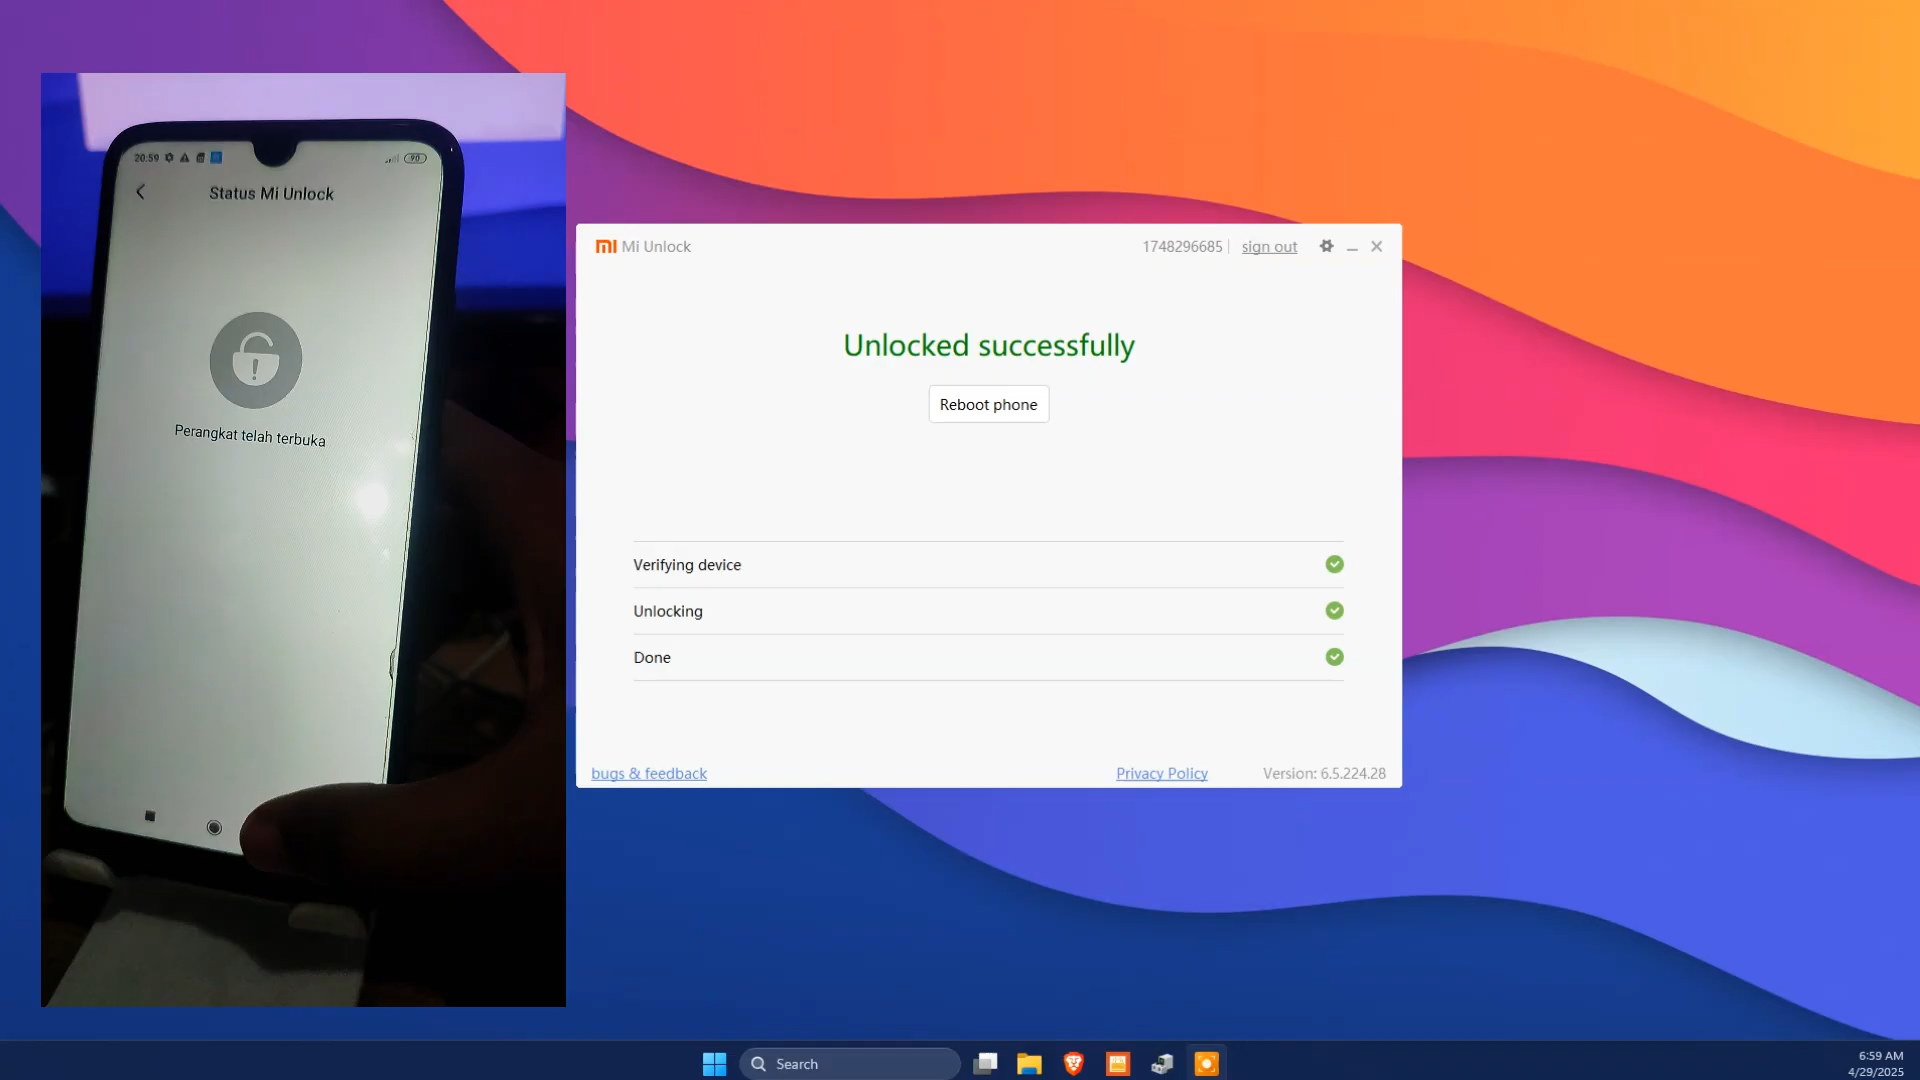 20:59
90
Status Mi Unlock
Perangkat telah terbuka
Mi Unlock
1748296685 | sign out
Unlocked successfully
Reboot phone
Verifying device
Unlocking
Done
bugs & feedback
Privacy Policy
Version: 6.5.224.28
Search
6:59 AM
4/29/2025